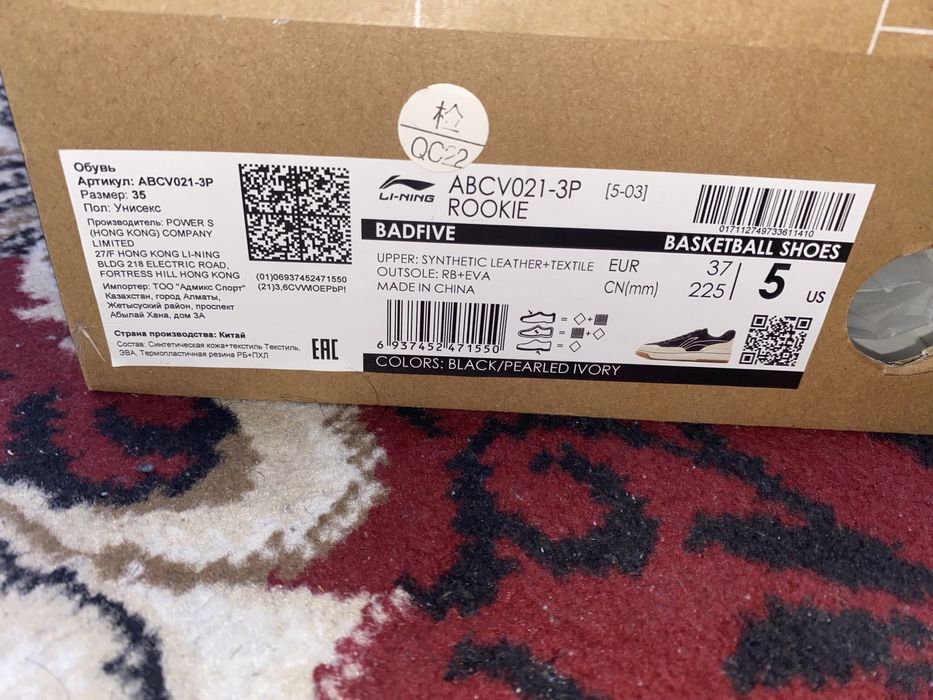 检
QC22
Обувь
Артикул: ABCV021-3P
Размер: 35
Пол: Унисекс
Производитель: POWER S
(HONG KONG) COMPANY
LIMITED
27/F HONG KONG LI-NING
BLDG 218 ELECTRIC ROAD,
FORTRESS HILL HONG KONG
Импортер: ТОО "Адмикс Спорт"
Казахстан, город Алматы,
Жетысуский район, проспект
Абылай Хана, дом 3А
Страна производства: Китай
Состав: Синтетическая кожа+текстиль Текстиль,
ЭВА, Термопластичная резина РБ+ПХЛ
(01)06937452471550
(21)3,6CVWIOEPbP!
EAC
LI-NING
ABCV021-3P [5-03]
ROOKIE
017112749733611410
BADFIVE
BASKETBALL SHOES
UPPER: SYNTHETIC LEATHER+TEXTILE
OUTSOLE: RB+EVA
MADE IN CHINA
EUR 37
CN(mm) 225
5 US
6 937452 471550
= +
= +
=
COLORS: BLACK/PEARLED IVORY